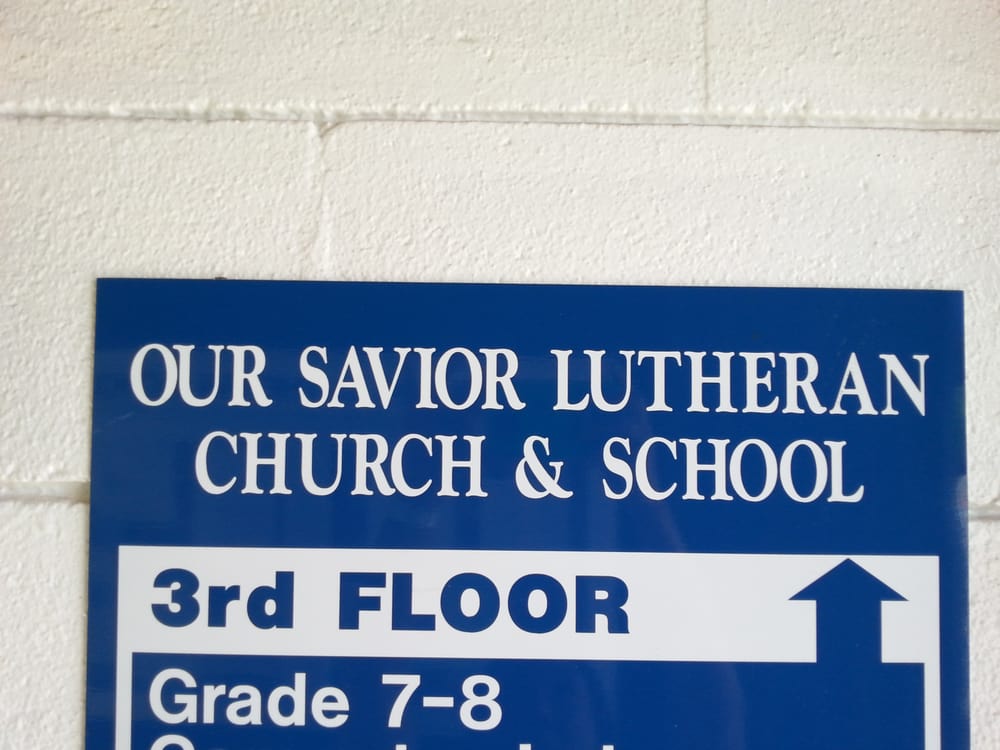 OUR SAVIOR LUTHERAN
CHURCH & SCHOOL
3rd FLOOR
Grade 7-8